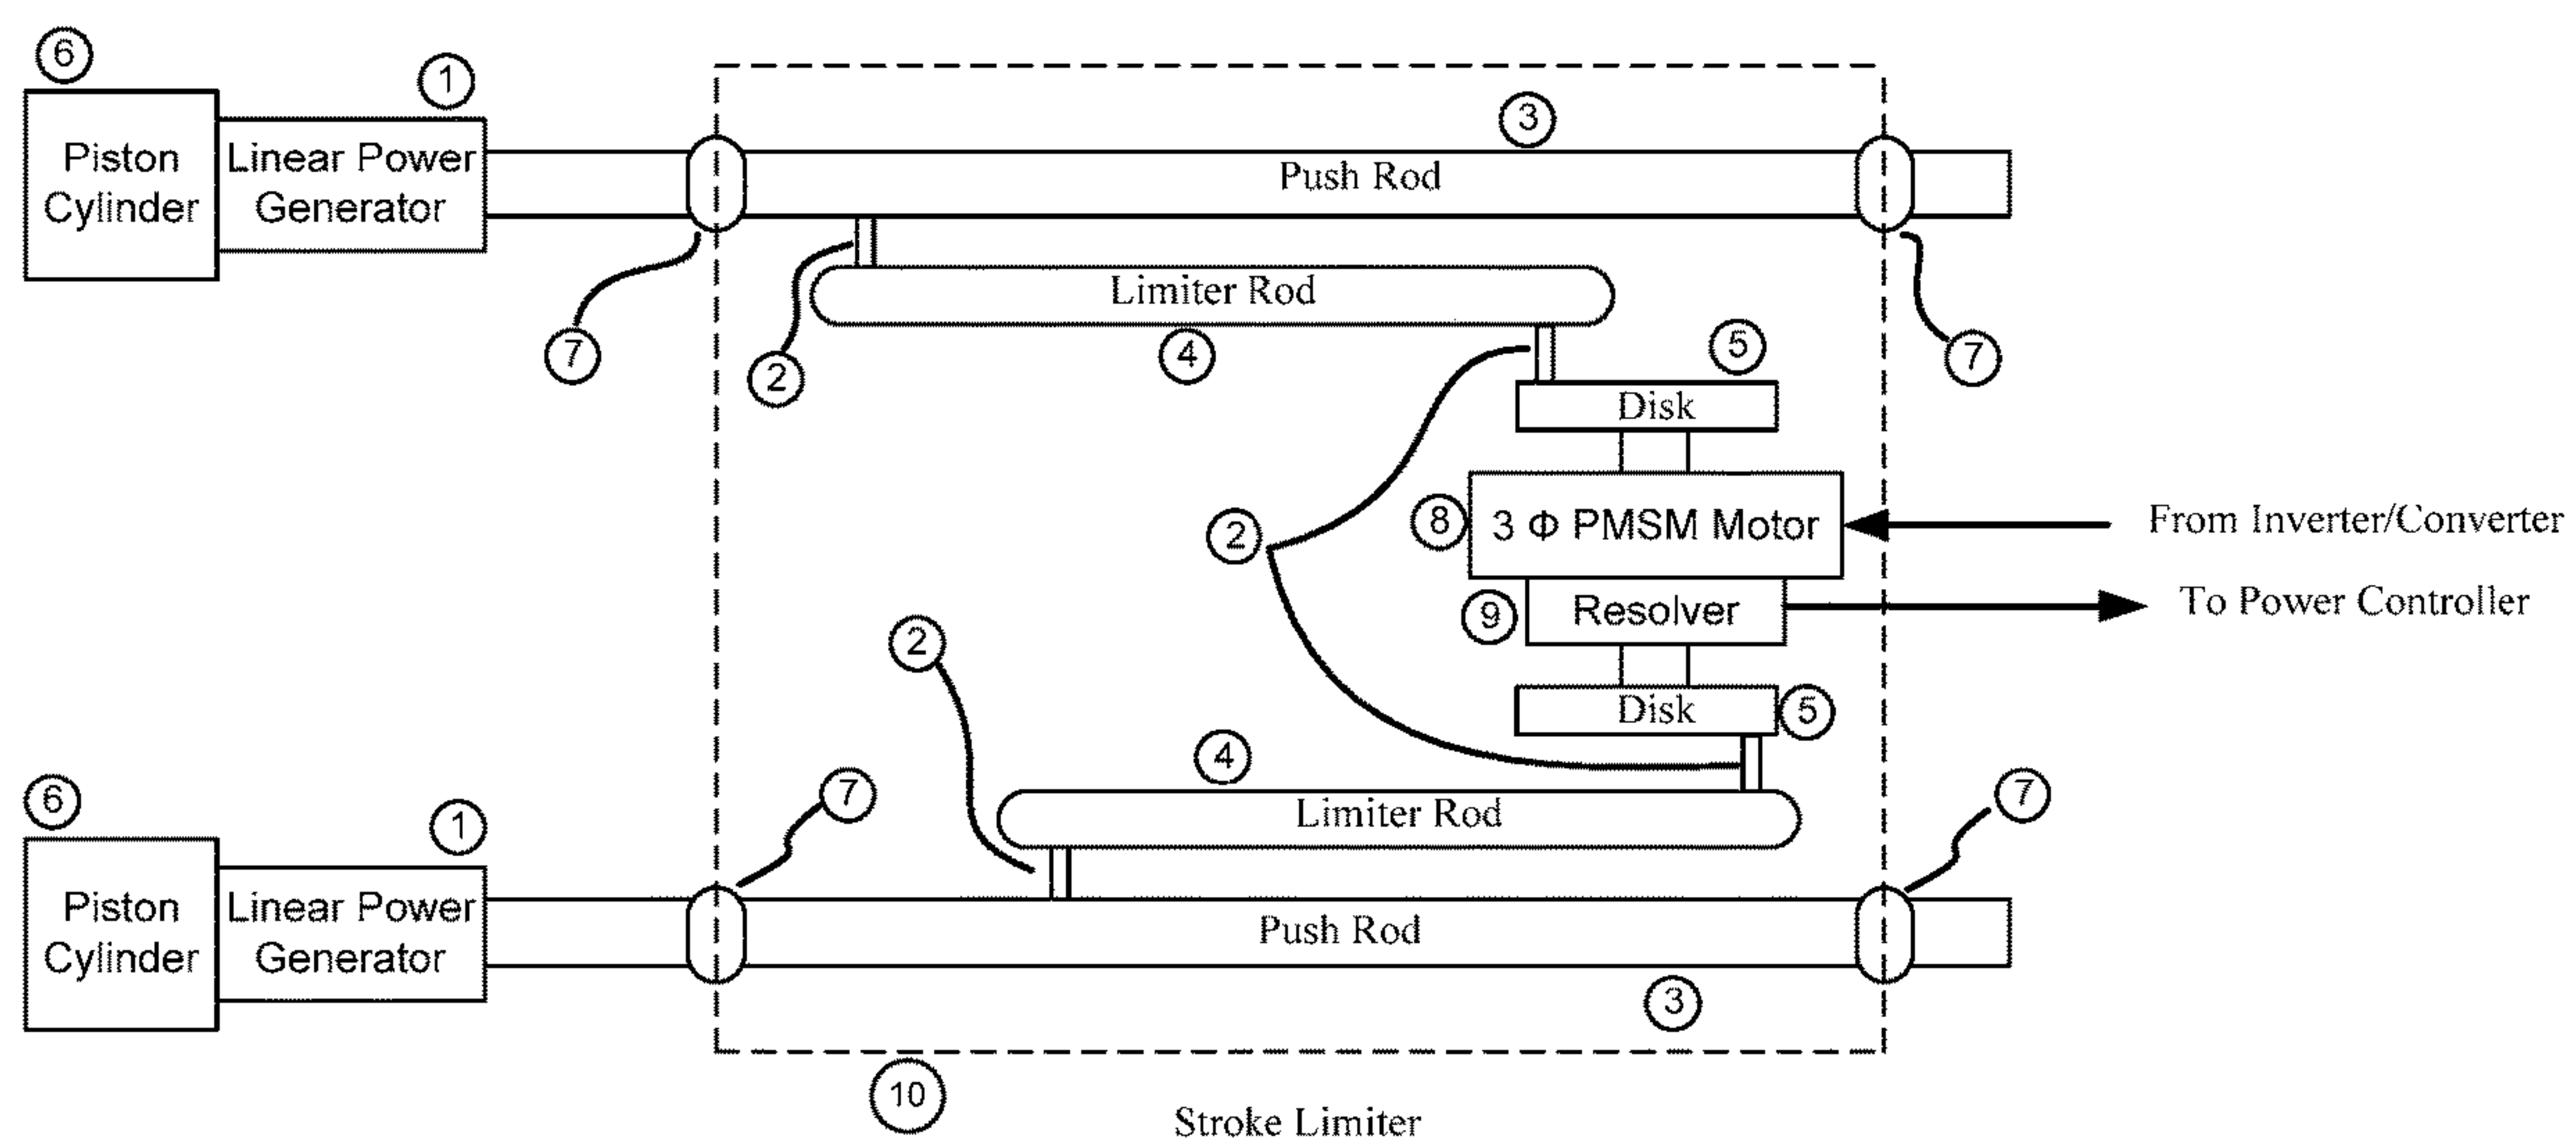 6
1
3
Piston
Cylinder
Linear Power
Generator
Push Rod
Limiter Rod
7
2
4
5
7
Disk
8
3 Φ PMSM Motor
From Inverter/Converter
2
9
Resolver
To Power Controller
2
Disk
5
4
6
1
7
7
Limiter Rod
Piston
Cylinder
Linear Power
Generator
Push Rod
3
10
Stroke Limiter